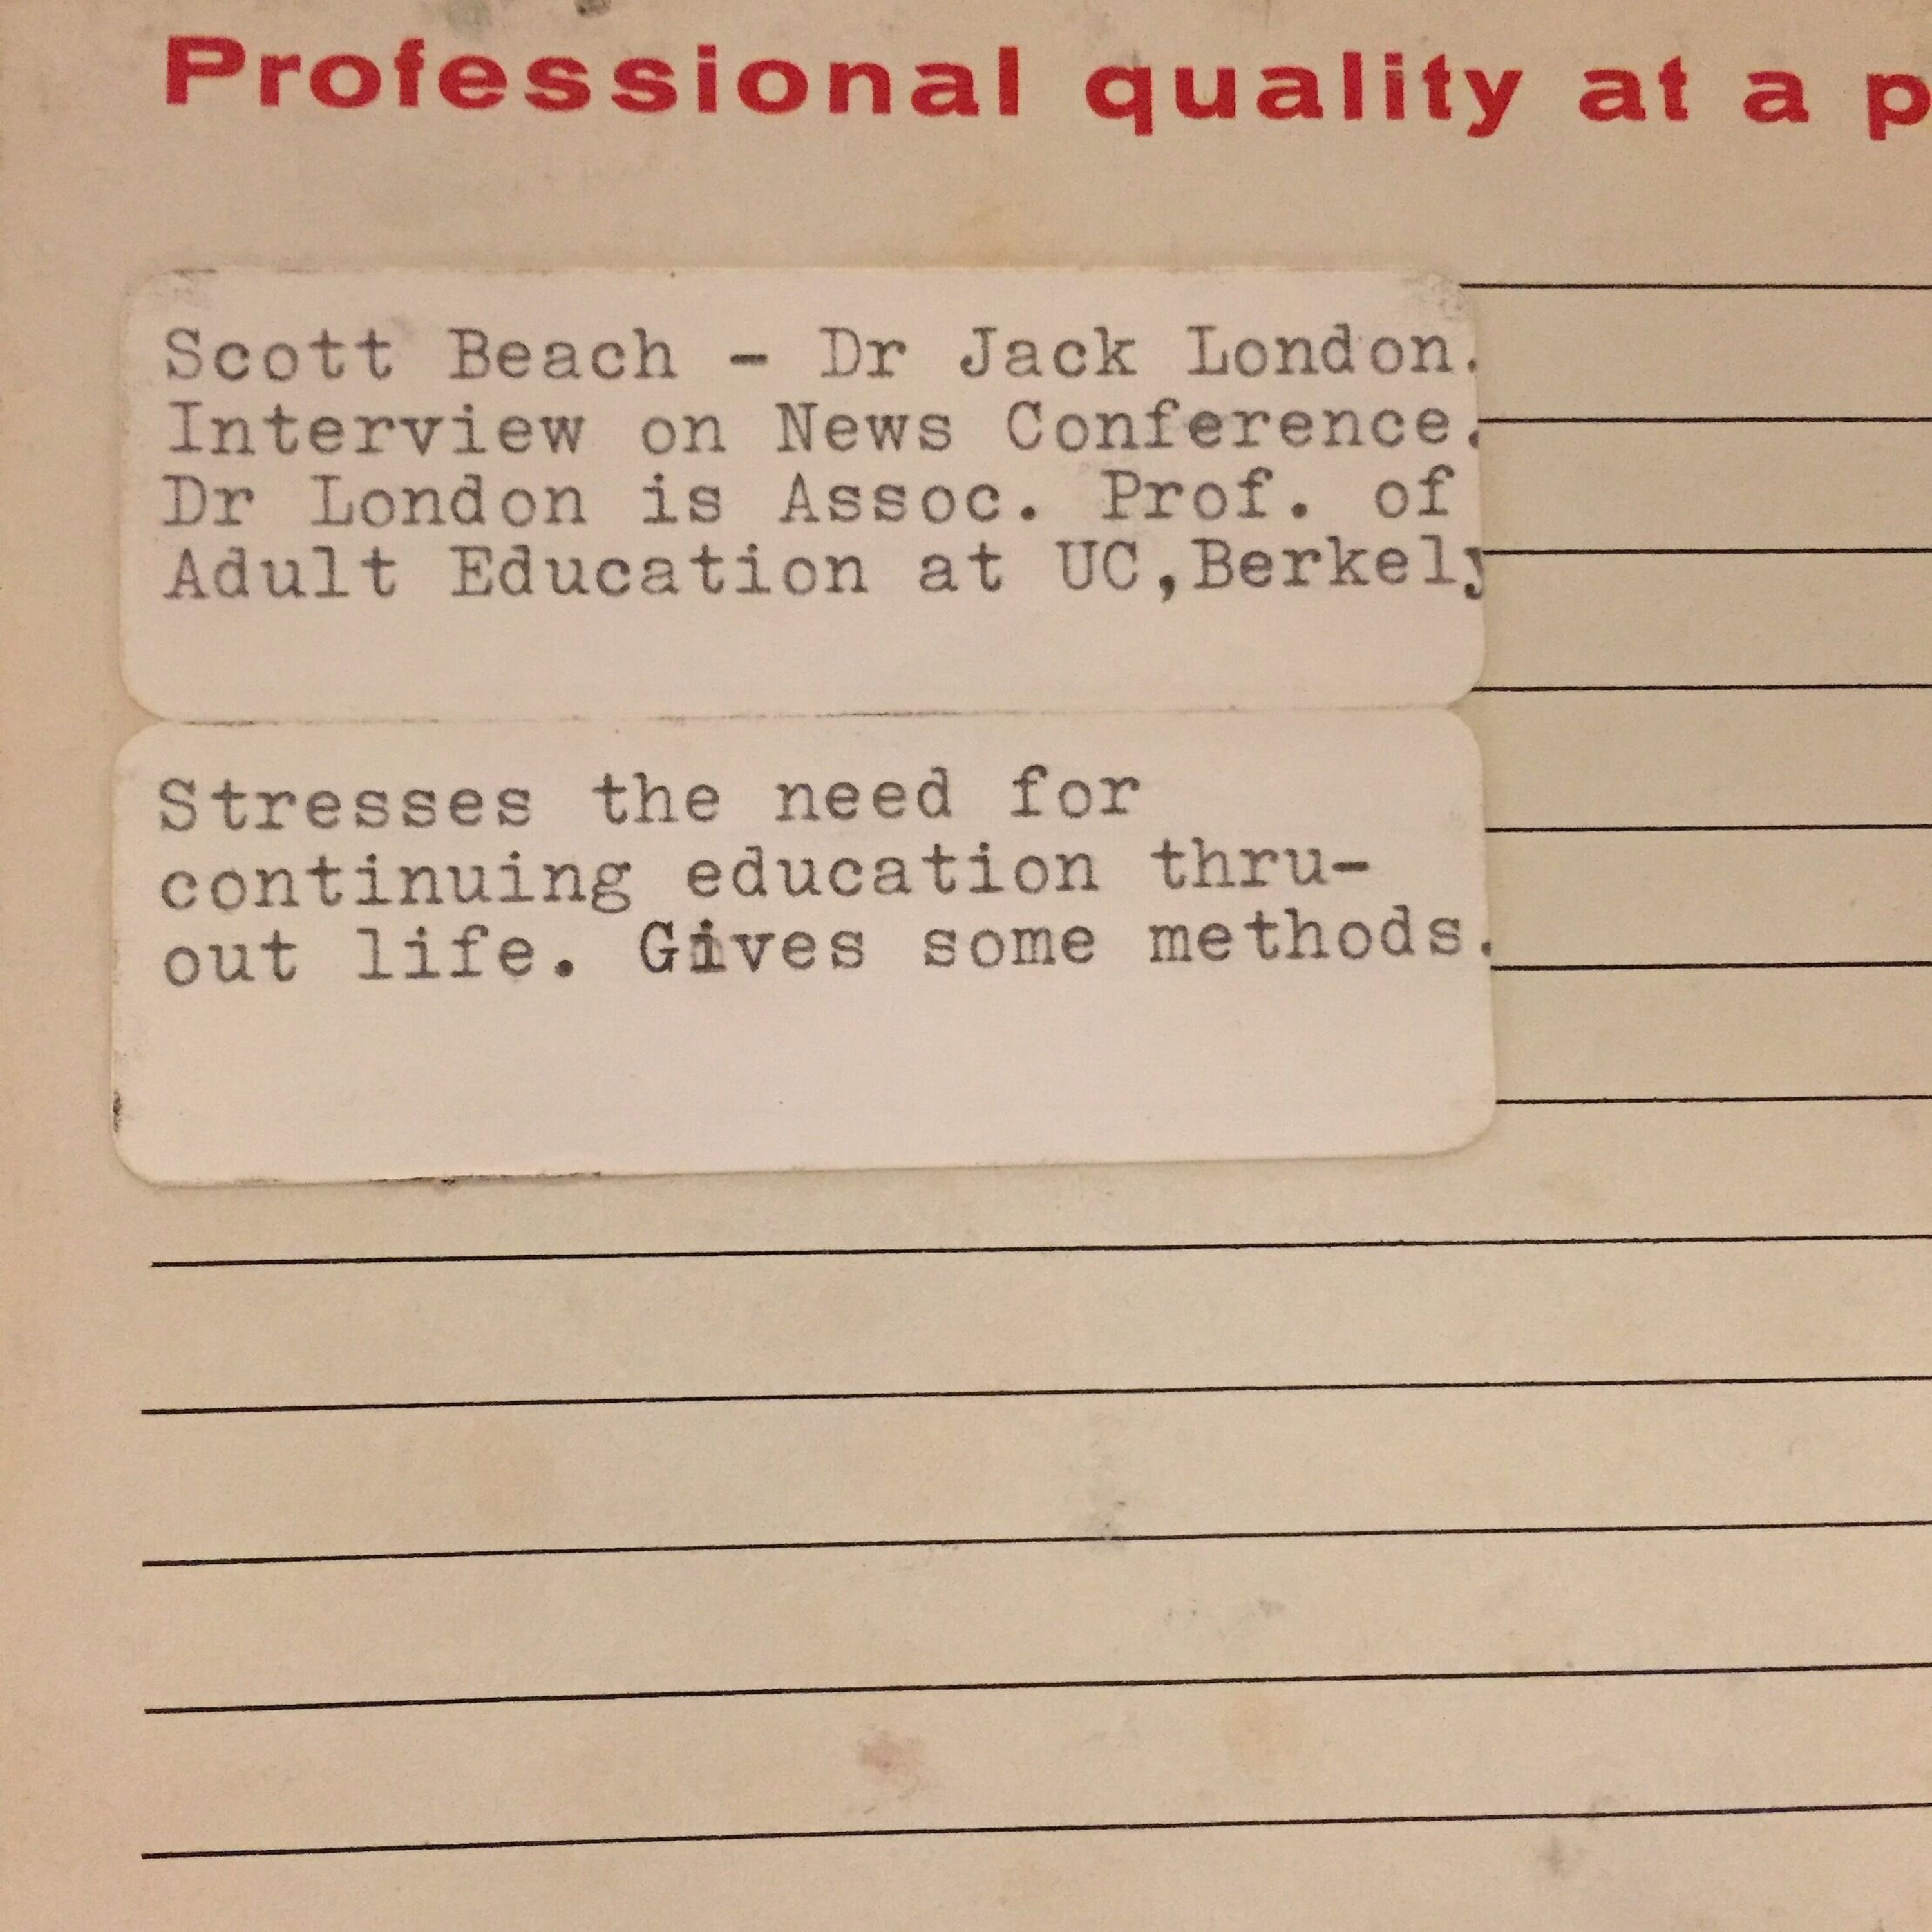 Professional quality at a p
Scott Beach - Dr Jack London.
Interview on News Conference.
Dr London is Assoc. Prof. of
Adult Education at UC,Berkely
Stresses the need for
continuing education thru-
out life. Gives some methods.